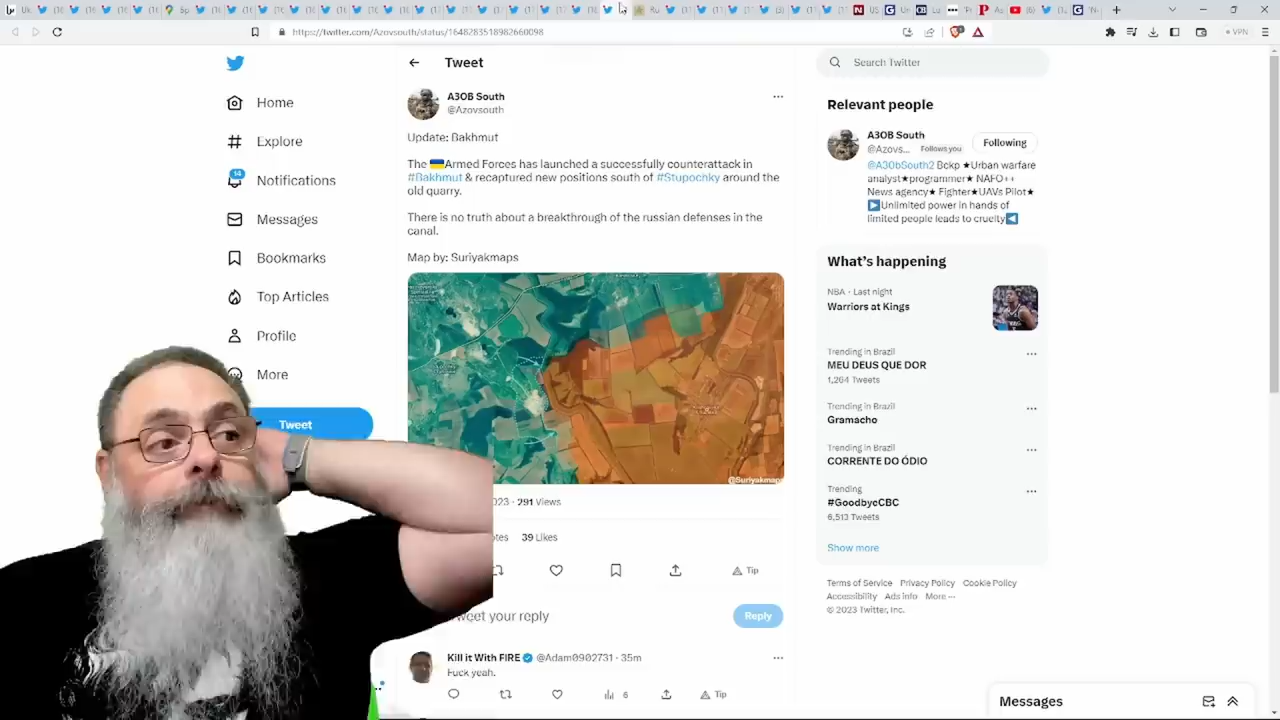 https://twitter.com/Azovsouth/status/1648283518982660098
VPN
Home
Explore
14
Notifications
Messages
Bookmarks
Top Articles
Profile
More
Tweet
Tweet
A3OB South
@Azovsouth
Update: Bakhmut
The Armed Forces has launched a successfully counterattack in
#Bakhmut & recaptured new positions south of #Stupochky around the
old quarry.
There is no truth about a breakthrough of the russian defenses in the
canal.
Map by: Suriyakmaps
@Suriyakmaps
023 · 291 Views
otes 39 Likes
Tip
weet your reply
Reply
Kill it With FIRE @Adam0902731 · 35m
Fuck yeah.
6
Tip
Search Twitter
Relevant people
A3OB South
@Azovs... Follows you
Following
@A3ObSouth2 Bckp ★Urban warfare
analyst★programmer★ NAFO++
News agency★ Fighter★UAVs Pilot★
▶Unlimited power in hands of
limited people leads to cruelty◀
What's happening
NBA · Last night
Warriors at Kings
Trending in Brazil
MEU DEUS QUE DOR
1,264 Tweets
Trending in Brazil
Gramacho
Trending in Brazil
CORRENTE DO ÓDIO
Trending
#GoodbyeCBC
6,513 Tweets
Show more
Terms of Service Privacy Policy Cookie Policy
Accessibility Ads info More ···
© 2023 Twitter, Inc.
Messages